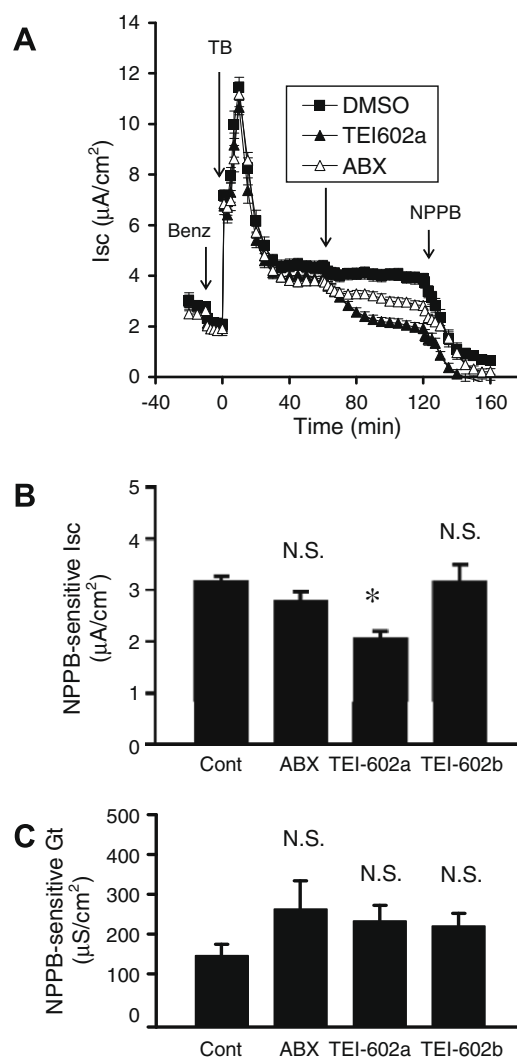 A
TB
14
12
10
8
6
4
2
0
Isc (μA/cm²)
Benz
DMSO
TEI602a
ABX
NPPB
-40 0 40 80 120 160
Time (min)
B
5
4
3
2
1
0
NPPB-sensitive Isc
(μA/cm²)
N.S.
*
N.S.
Cont ABX TEI-602a TEI-602b
C
500
400
300
200
100
0
NPPB-sensitive Gt
(μS/cm²)
N.S.
N.S.
N.S.
Cont ABX TEI-602a TEI-602b